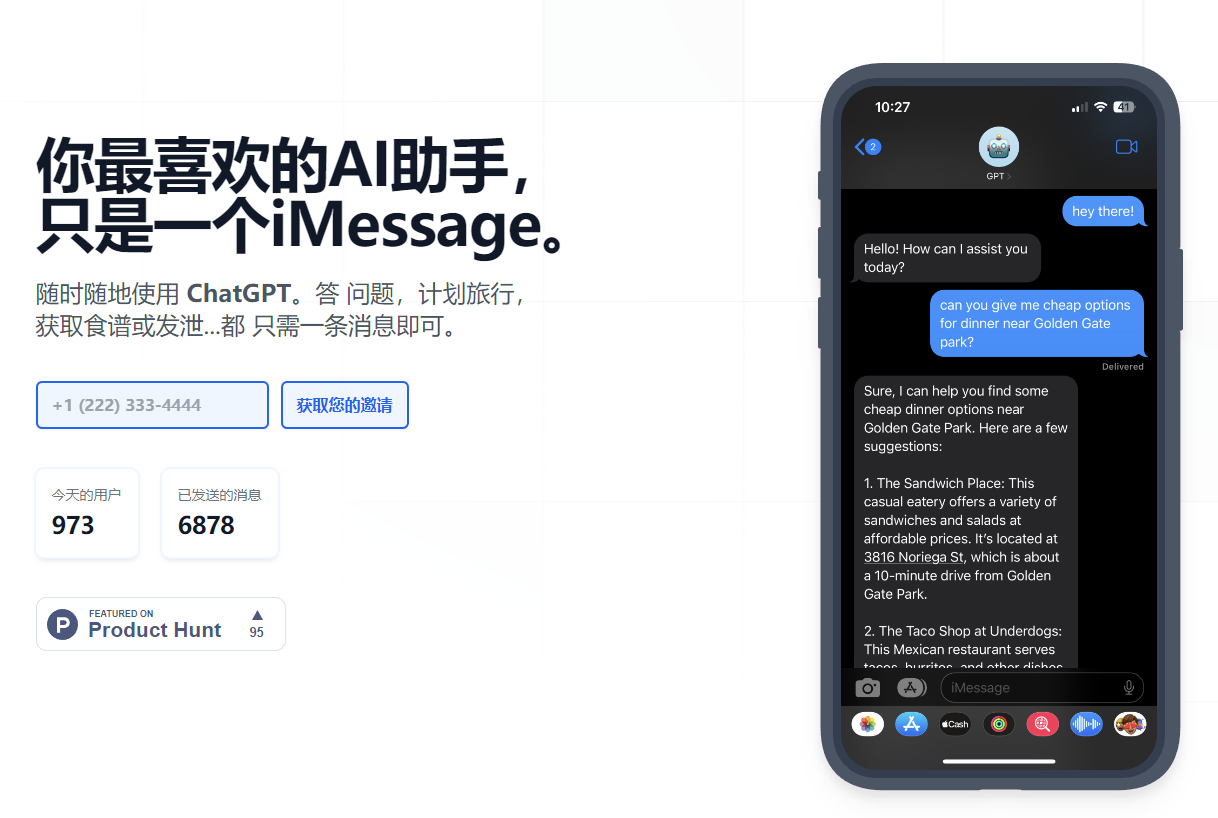 你最喜欢的AI助手，
只是一个iMessage。
随时随地使用 ChatGPT。答 问题，计划旅行，
获取食谱或发泄...都 只需一条消息即可。
+1 (222) 333-4444
获取您的邀请
今天的用户
973
已发送的消息
6878
P
FEATURED ON
Product Hunt
▲
95
10:27
41
2
GPT
hey there!
Hello! How can I assist you
today?
can you give me cheap options
for dinner near Golden Gate
park?
Delivered
Sure, I can help you find some
cheap dinner options near
Golden Gate Park. Here are a few
suggestions:
1. The Sandwich Place: This
casual eatery offers a variety of
sandwiches and salads at
affordable prices. It’s located at
3816 Noriega St, which is about
a 10-minute drive from Golden
Gate Park.
2. The Taco Shop at Underdogs:
This Mexican restaurant serves
tacos, burritos, and other dishes
iMessage
Cash